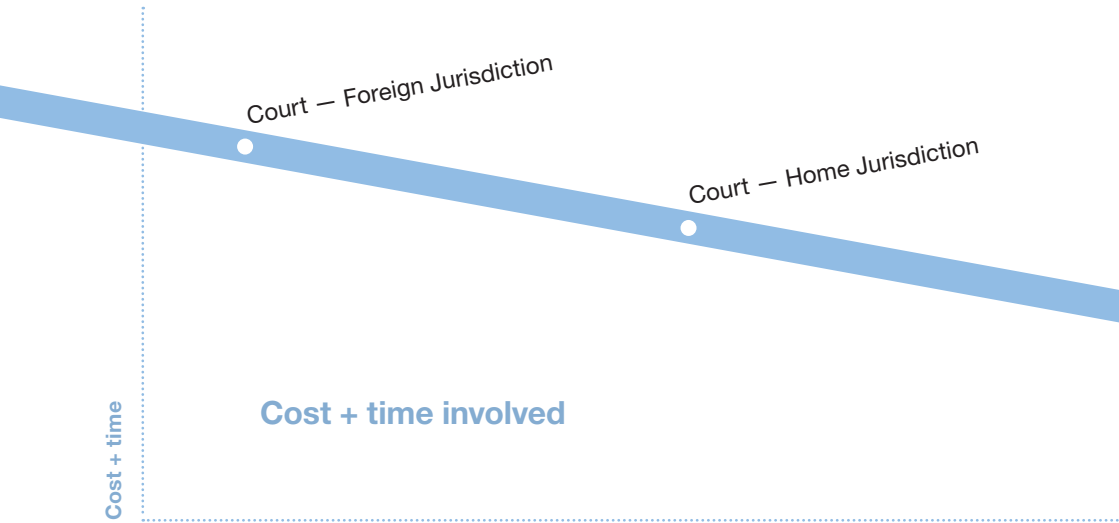 Court — Foreign Jurisdiction
Court — Home Jurisdiction
Cost + time involved
Cost + time